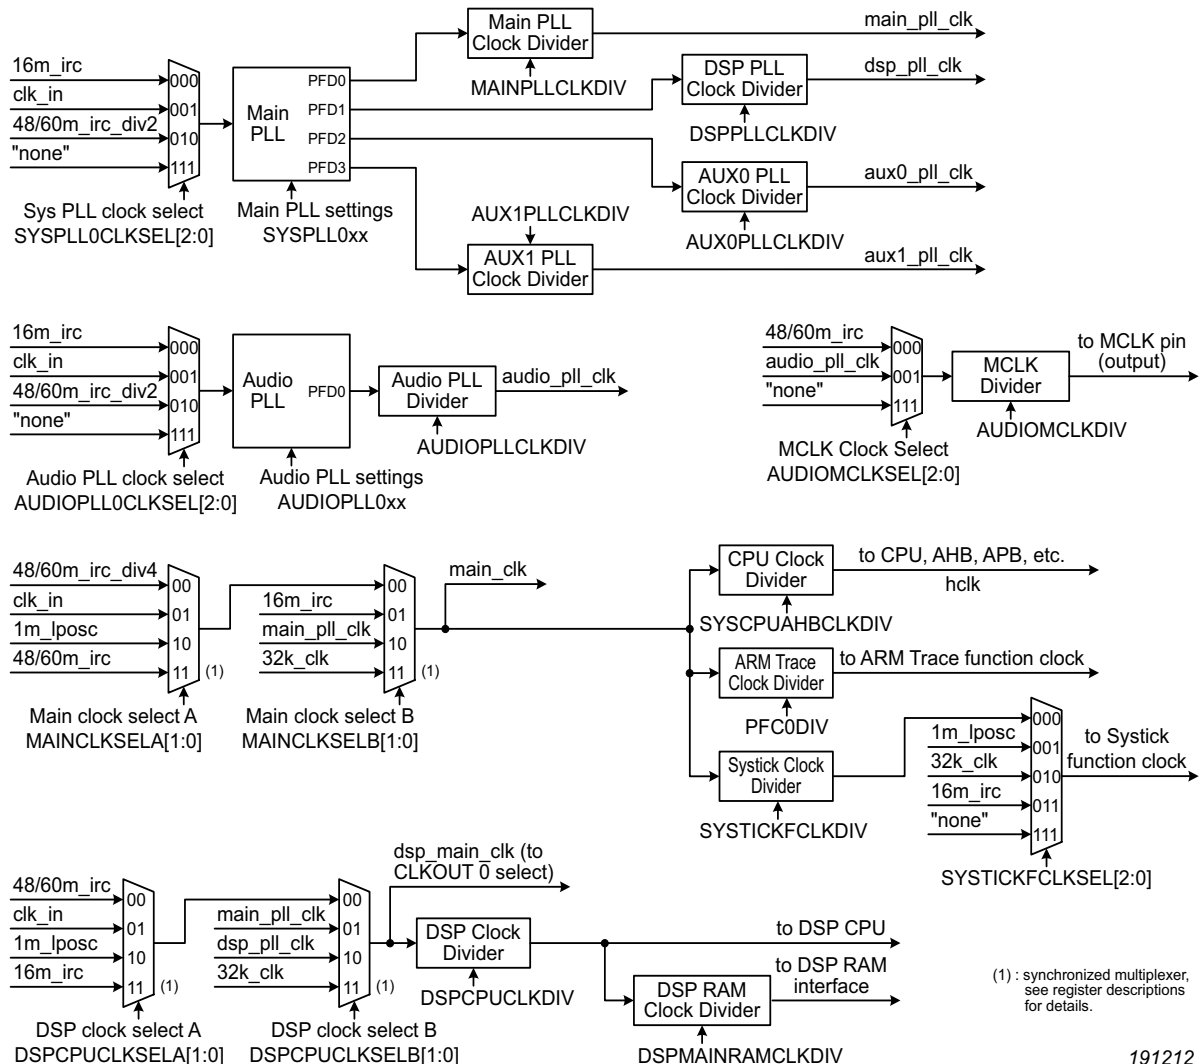 Main PLL
Clock Divider
main_pll_clk
MAINPLLCLKDIV
16m_irc
clk_in
48/60m_irc_div2
"none"
000
001
010
111
Sys PLL clock select
SYSPLL0CLKSEL[2:0]
Main
PLL
PFD0
PFD1
PFD2
PFD3
Main PLL settings
SYSPLL0xx
DSP PLL
Clock Divider
dsp_pll_clk
DSPPLLCLKDIV
AUX0 PLL
Clock Divider
aux0_pll_clk
AUX0PLLCLKDIV
AUX1PLLCLKDIV
AUX1 PLL
Clock Divider
aux1_pll_clk
16m_irc
clk_in
48/60m_irc_div2
"none"
000
001
010
111
Audio PLL clock select
AUDIOPLL0CLKSEL[2:0]
Audio
PLL
PFD0
Audio PLL settings
AUDIOPLL0xx
Audio PLL
Divider
audio_pll_clk
AUDIOPLLCLKDIV
48/60m_irc
audio_pll_clk
"none"
000
001
111
MCLK Clock Select
AUDIOMCLKSEL[2:0]
MCLK
Divider
AUDIOMCLKDIV
to MCLK pin
(output)
48/60m_irc_div4
clk_in
1m_lposc
48/60m_irc
00
01
10
11
(1)
Main clock select A
MAINCLKSELA[1:0]
16m_irc
main_pll_clk
32k_clk
00
01
10
11
(1)
Main clock select B
MAINCLKSELB[1:0]
main_clk
CPU Clock
Divider
to CPU, AHB, APB, etc.
hclk
SYSCPUAHBCLKDIV
ARM Trace
Clock Divider
to ARM Trace function clock
PFC0DIV
Systick Clock
Divider
SYSTICKFCLKDIV
1m_lposc
32k_clk
16m_irc
"none"
000
001
010
011
111
to Systick
function clock
SYSTICKFCLKSEL[2:0]
48/60m_irc
clk_in
1m_lposc
16m_irc
00
01
10
11
(1)
DSP clock select A
DSPCPUCLKSELA[1:0]
main_pll_clk
dsp_pll_clk
32k_clk
00
01
10
11
(1)
DSP clock select B
DSPCPUCLKSELB[1:0]
dsp_main_clk (to
CLKOUT 0 select)
DSP Clock
Divider
DSPCPUCLKDIV
to DSP CPU
to DSP RAM
interface
DSP RAM
Clock Divider
DSPMAINRAMCLKDIV
(1) : synchronized multiplexer,
see register descriptions
for details.
191212